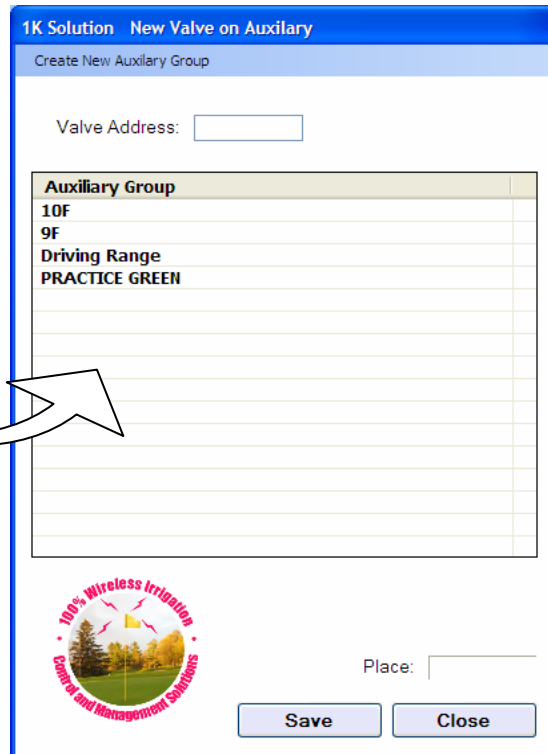 1K Solution New Valve on Auxilary
Create New Auxilary Group
Valve Address:
Auxiliary Group
10F
9F
Driving Range
PRACTICE GREEN
100% Wireless Irrigation
Control and Management Solutions
Place:
Save Close